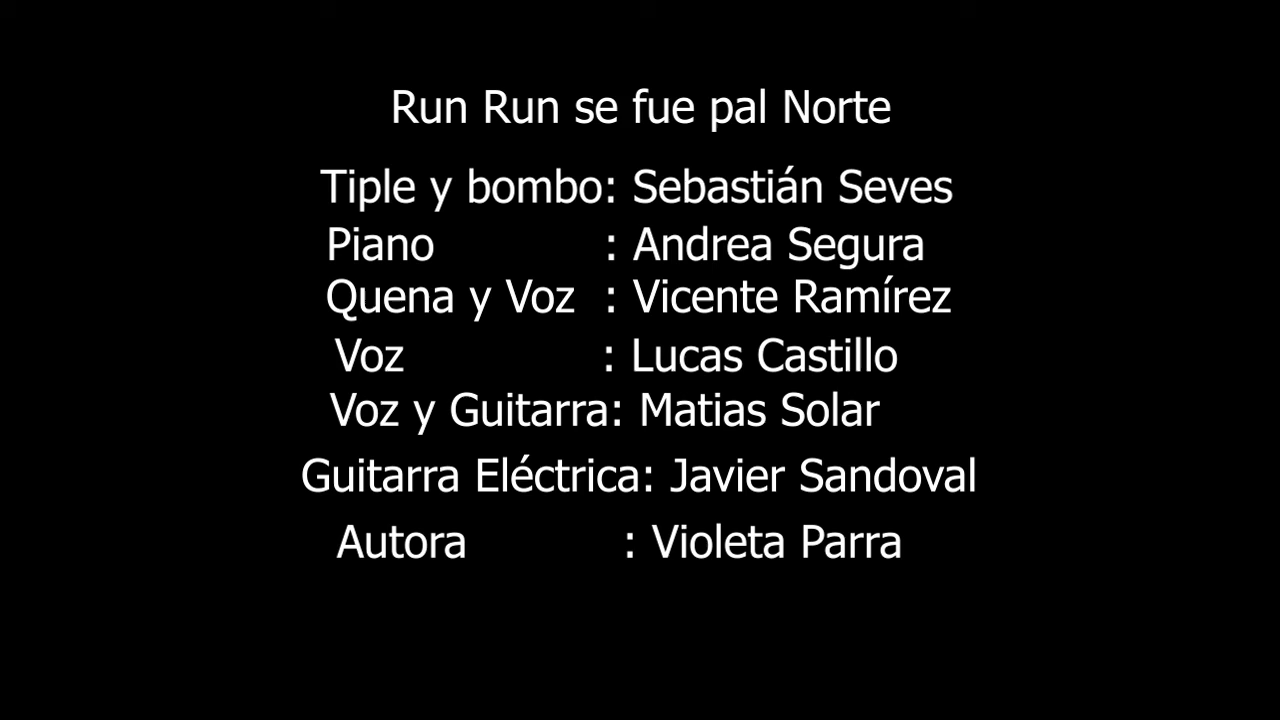 Run Run se fue pal Norte
Tiple y bombo: Sebastián Seves
Piano : Andrea Segura
Quena y Voz : Vicente Ramírez
Voz : Lucas Castillo
Voz y Guitarra: Matias Solar
Guitarra Eléctrica: Javier Sandoval
Autora : Violeta Parra